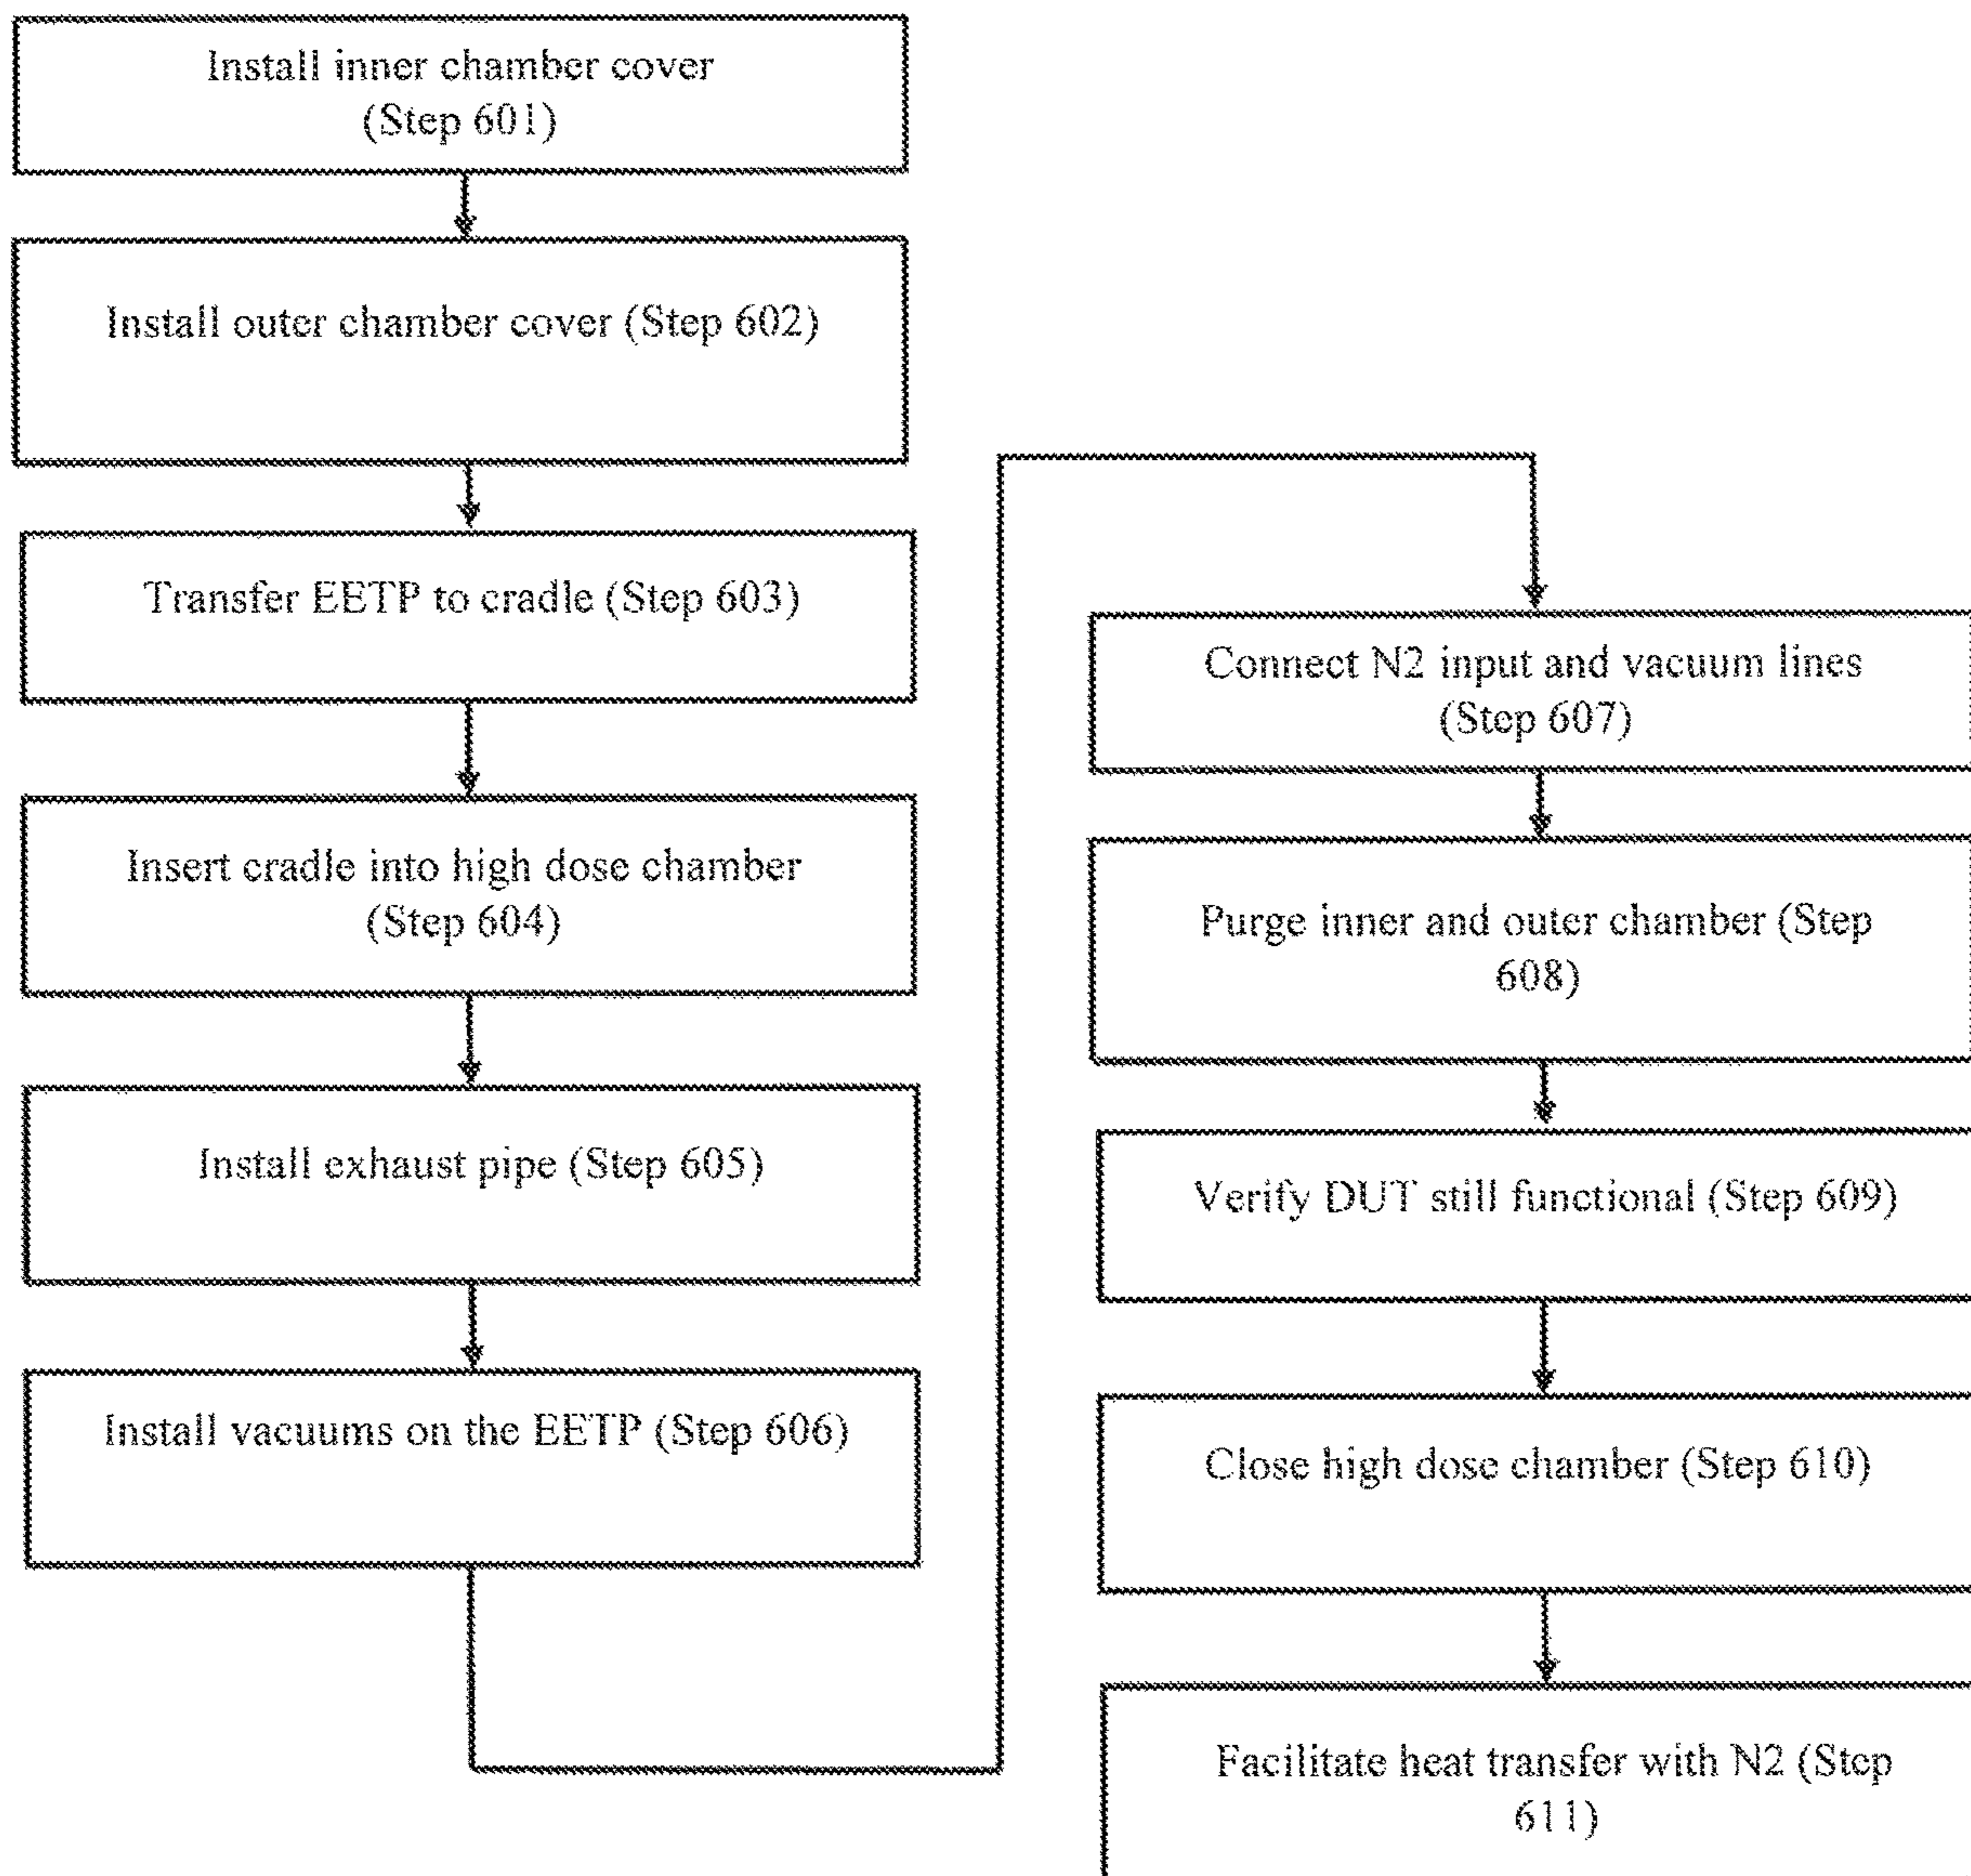 Install inner chamber cover
(Step 601)
Install outer chamber cover (Step 602)
Transfer EETP to cradle (Step 603)
Insert cradle into high dose chamber
(Step 604)
Install exhaust pipe (Step 605)
Install vacuums on the EETP (Step 606)
Connect N2 input and vacuum lines
(Step 607)
Purge inner and outer chamber (Step
608)
Verify DUT still functional (Step 609)
Close high dose chamber (Step 610)
Facilitate heat transfer with N2 (Step
611)